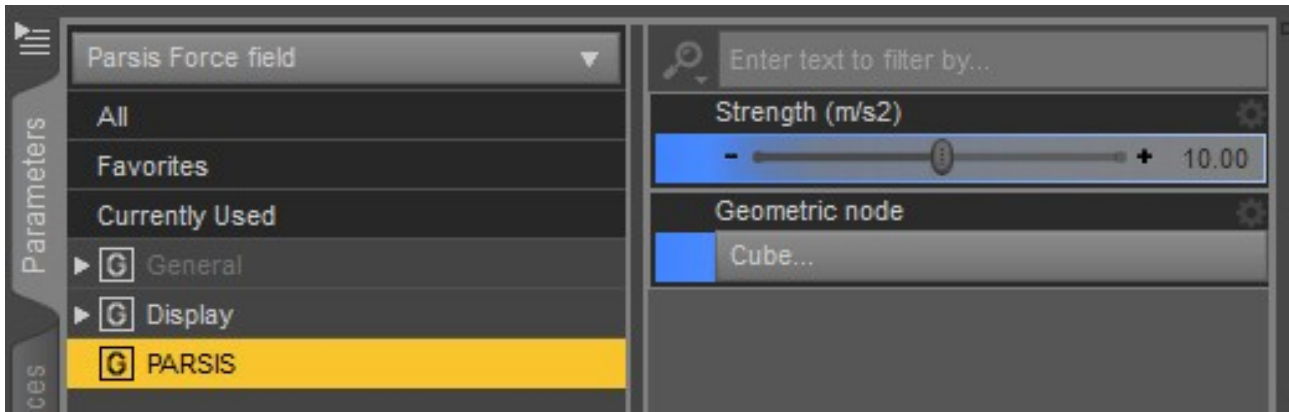 Parameters
ces
Parsis Force field
All
Favorites
Currently Used
G General
G Display
G PARSIS
Enter text to filter by...
Strength (m/s2)
- + 10.00
Geometric node
Cube...